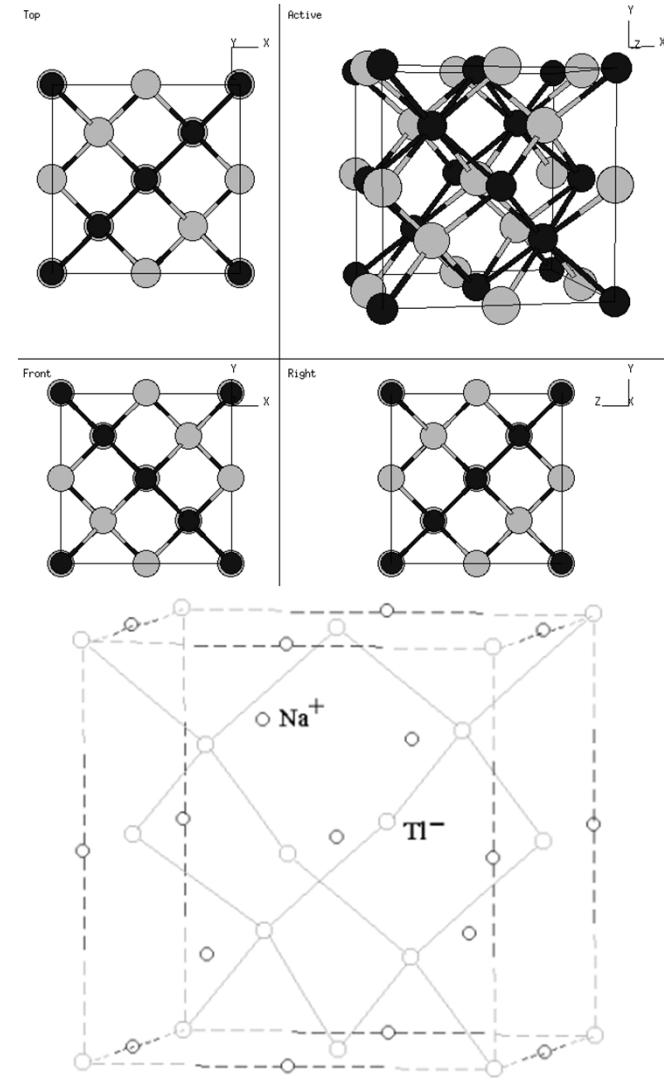 Top
Y X
Active
Y
Z X
Front
Y
X
Right
Y
Z X
Na⁺
Tl⁻